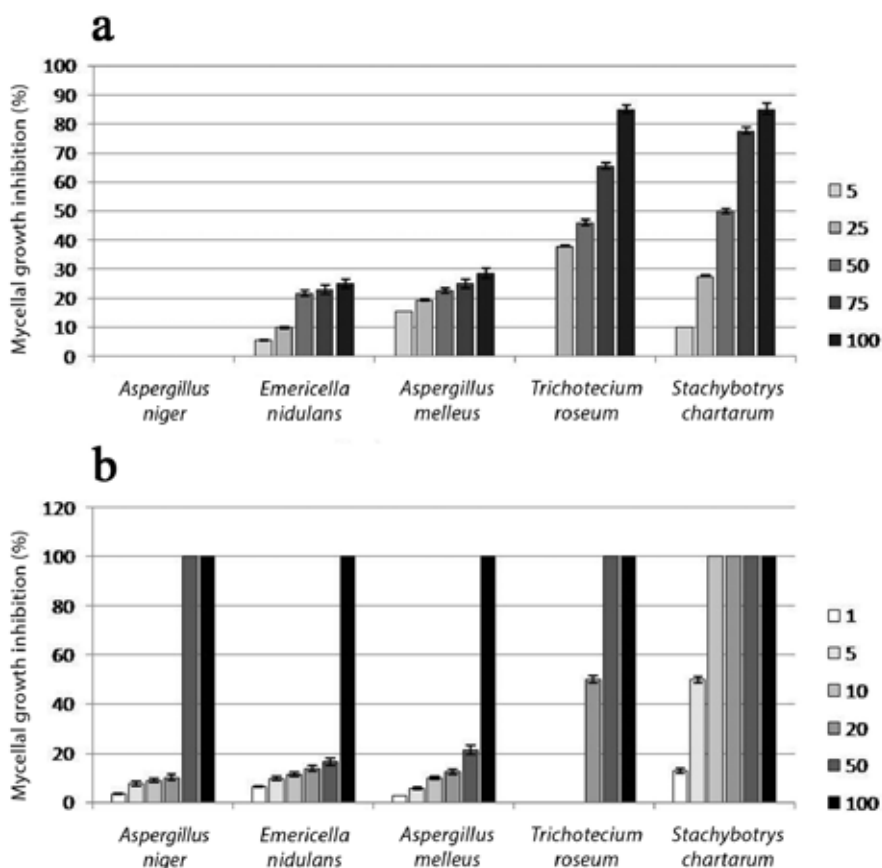 a
Mycellal growth inhibition (%)
100
90
80
70
60
50
40
30
20
10
0
Aspergillus
niger
Emericella
nidulans
Aspergillus
melleus
Trichotecium
roseum
Stachybotrys
chartarum
5
25
50
75
100
b
Mycellal growth inhibition (%)
120
100
80
60
40
20
0
Aspergillus
niger
Emericella
nidulans
Aspergillus
melleus
Trichotecium
roseum
Stachybotrys
chartarum
1
5
10
20
50
100